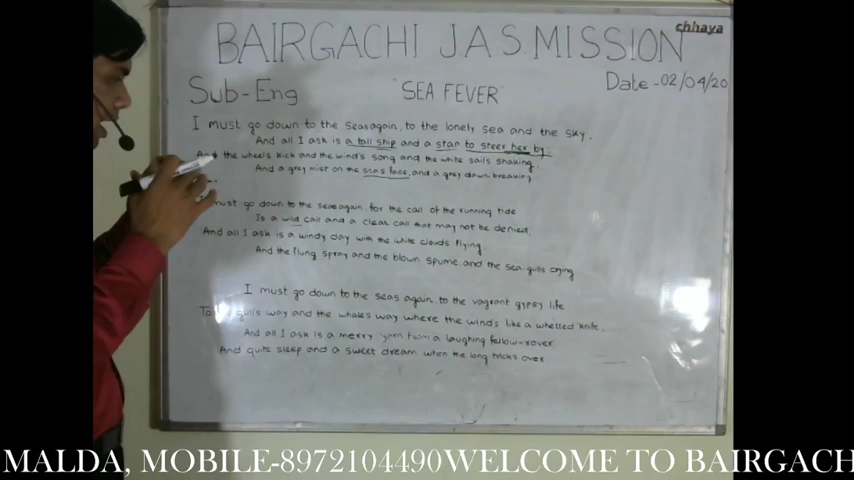 chhaya
BAIRGACHI J A S. MISSION
Sub-Eng "SEA FEVER" Date-02/04/20
I must go down to the seas again, to the lonely sea and the sky,
And all I ask is a tall ship and a star to steer her by
And the wheels kick and the wind's song and the white sails shaking,
And a grey mist on the seas face, and a grey dawn breaking
must go down to the seas again, for the call of the running tide
Is a wild call and a clear call that may not be denied
And all I ask is a windy day with the white clouds flying
And the flung spray and the blown spume and the sea-gulls crying
I must go down to the seas again, to the vagrant gypsy life
gulls way and the whales way where the wind's like a whetted knife.
And all I ask is a merry yarn from a laughing fellow-rover
And quite sleep and a sweet dream when the long tricks over
MALDA, MOBILE-8972104490WELCOME TO BAIRGACH